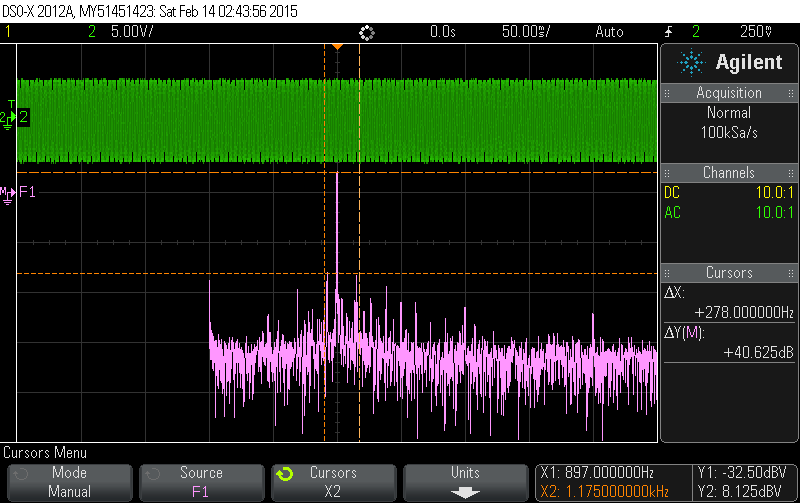 DSO-X 2012A, MY51451423: Sat Feb 14 02:43:56 2015
1 2 5.00V/ 0.0s 50.00ms/ Auto 2 250mV
T
2 2
M F1
Agilent
Acquisition
Normal
100kSa/s
Channels
DC 10.0:1
AC 10.0:1
Cursors
ΔX:
+278.000000Hz
ΔY(M):
+40.625dB
Cursors Menu
Mode
Manual
Source
F1
Cursors
X2
Units
X1: 897.000000Hz
X2: 1.175000000kHz
Y1: -32.50dBV
Y2: 8.125dBV